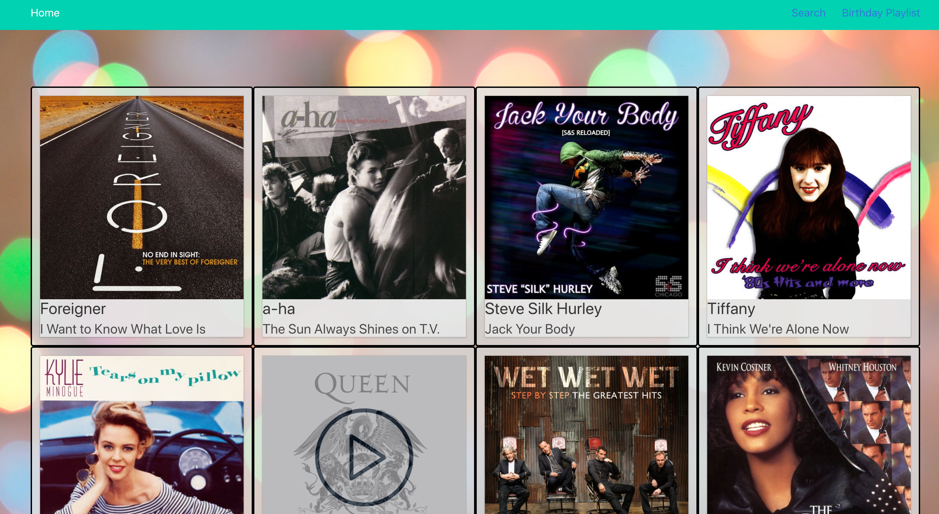 Home
Search Birthday Playlist
FOREIGNER
NO END IN SIGHT:
THE VERY BEST OF FOREIGNER
Foreigner
I Want to Know What Love Is
a-ha
a-ha
The Sun Always Shines on T.V.
Jack Your Body
[S&S RELOADED]
STEVE "SILK" HURLEY
S&S
CHICAGO
Steve Silk Hurley
Jack Your Body
Tiffany
I think we're alone now
'80s Hits and more
Tiffany
I Think We're Alone Now
KYLIE
MINOGUE
Tears on my pillow
QUEEN
WET WET WET
STEP BY STEP THE GREATEST HITS
KEVIN COSTNER WHITNEY HOUSTON
THE